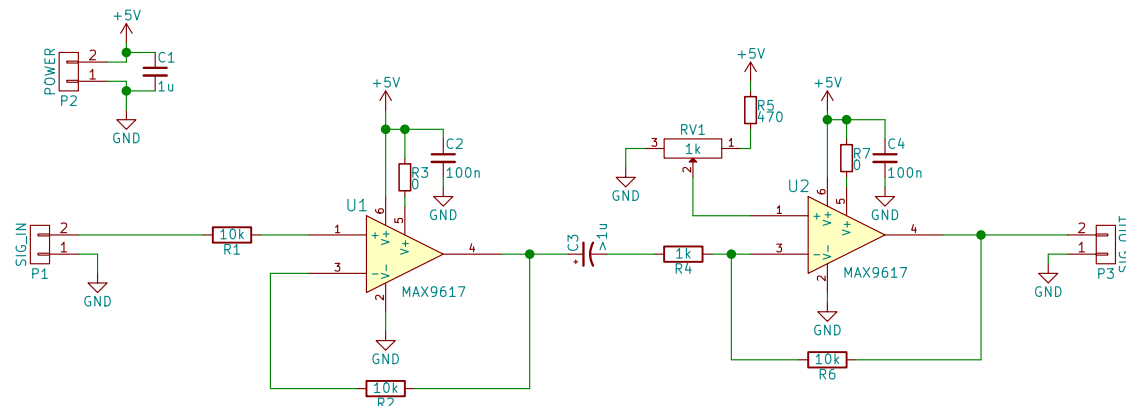 +5V
POWER
2
1
P2
C1
1u
GND
+5V
C2
100n
GND
R3
0
U1
6
5
+
V+
V+
−
V-
1
3
4
2
MAX9617
GND
SIG_IN
2
1
P1
GND
10k
R1
10k
R2
C3
+
>1u
1k
R4
+5V
R5
470
RV1
3
1k
1
2
GND
+5V
C4
100n
GND
R7
0
U2
6
5
+
V+
V+
−
V-
1
3
4
2
MAX9617
GND
10k
R6
2
1
SIG_OUT
P3
GND